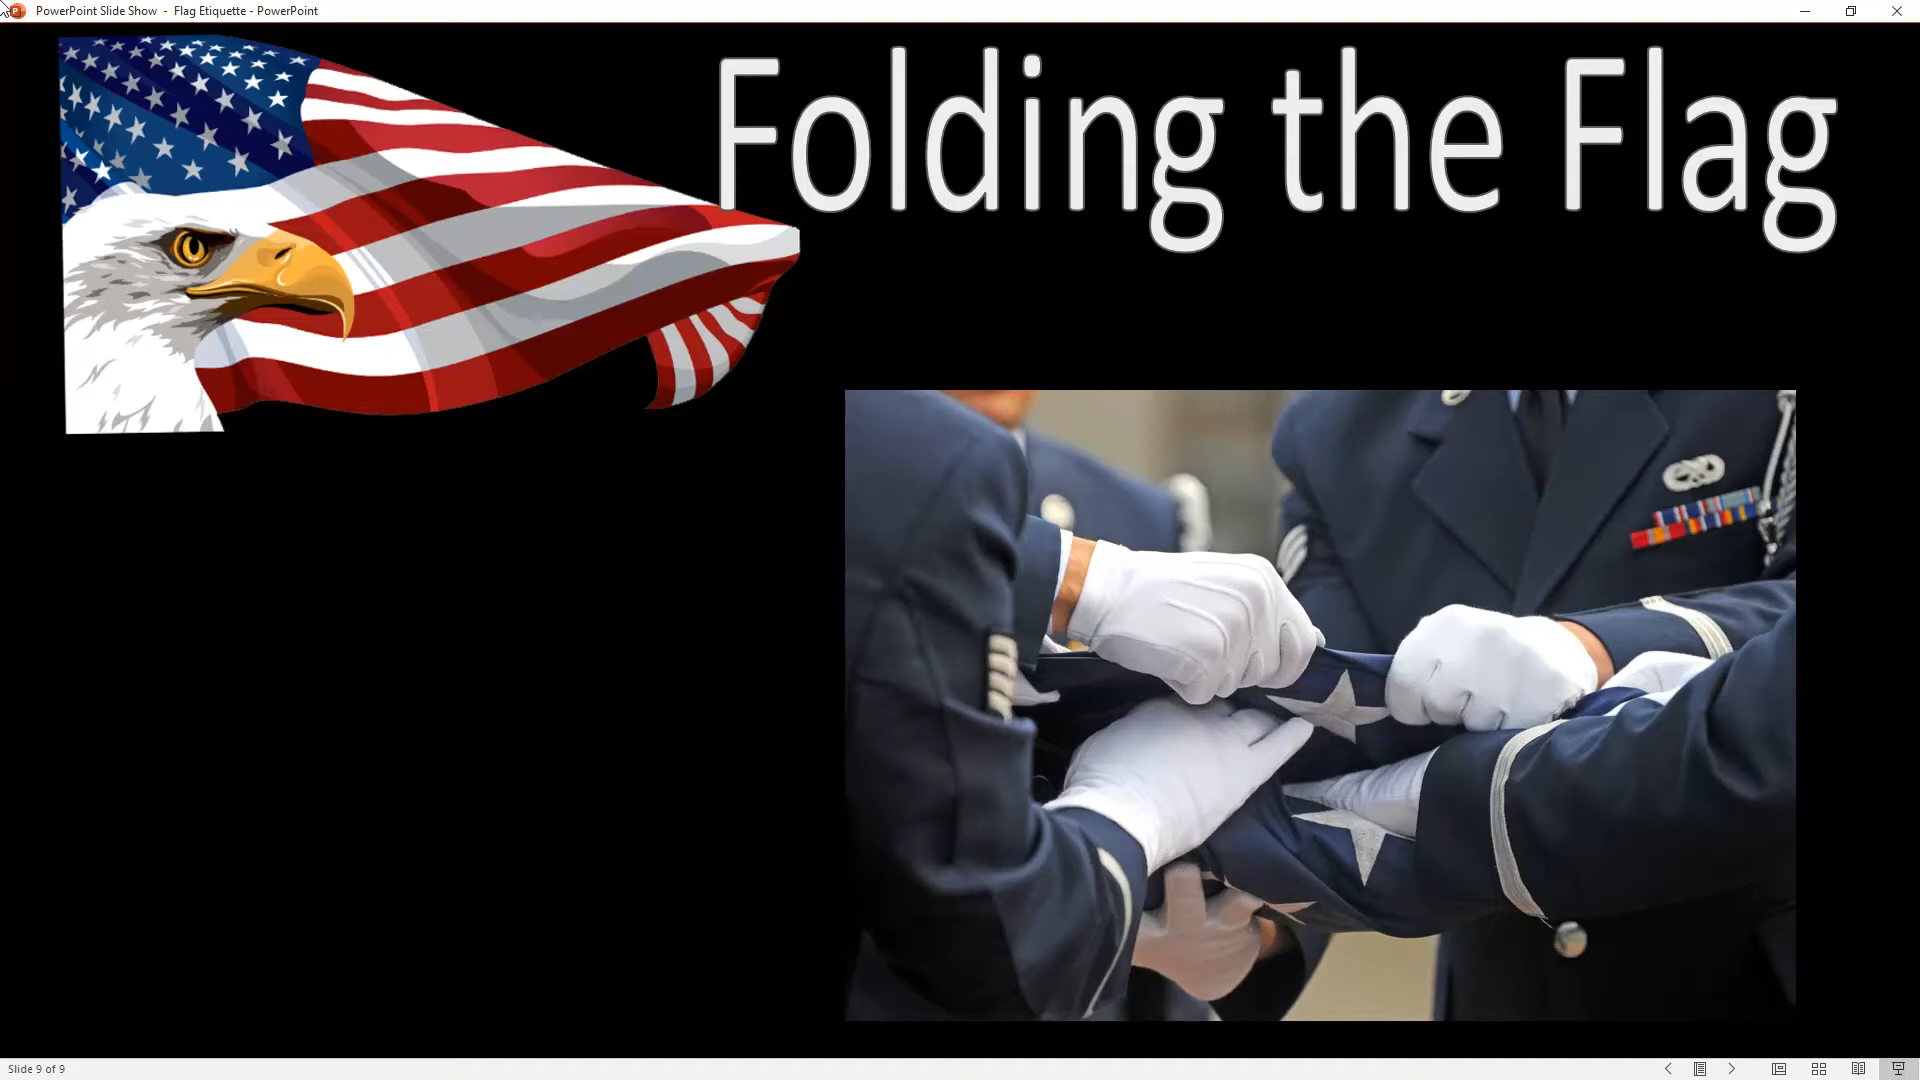 PowerPoint Slide Show - Flag Etiquette - PowerPoint
Folding the Flag
Slide 9 of 9